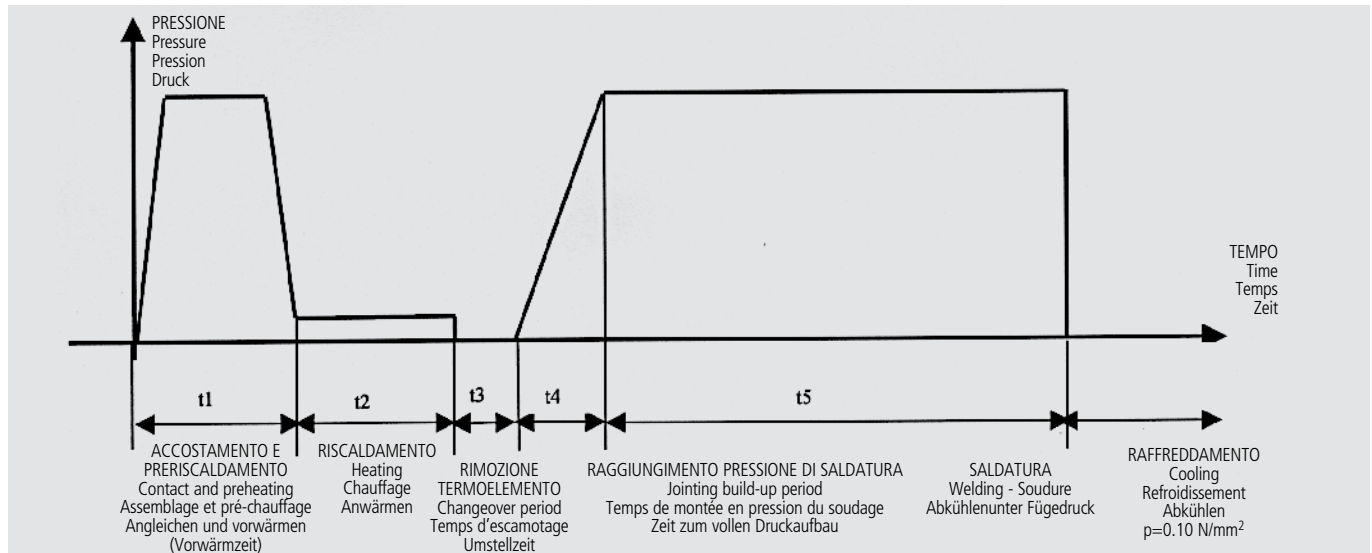 PRESSIONE
Pressure
Pression
Druck
TEMPO
Time
Temps
Zeit
t1
t2
t3
t4
t5
ACCOSTAMENTO E
PRERISCALDAMENTO
Contact and preheating
Assemblage et pré-chauffage
Angleichen und vorwärmen
(Vorwärmzeit)
RISCALDAMENTO
Heating
Chauffage
Anwärmen
RIMOZIONE
TERMOELEMENTO
Changeover period
Temps d'escamotage
Umstellzeit
RAGGIUNGIMENTO PRESSIONE DI SALDATURA
Jointing build-up period
Temps de montée en pression du soudage
Zeit zum vollen Druckaufbau
SALDATURA
Welding - Soudure
Abkühlenunter Fügedruck
RAFFREDDAMENTO
Cooling
Refroidissement
Abkühlen
p=0.10 N/mm²